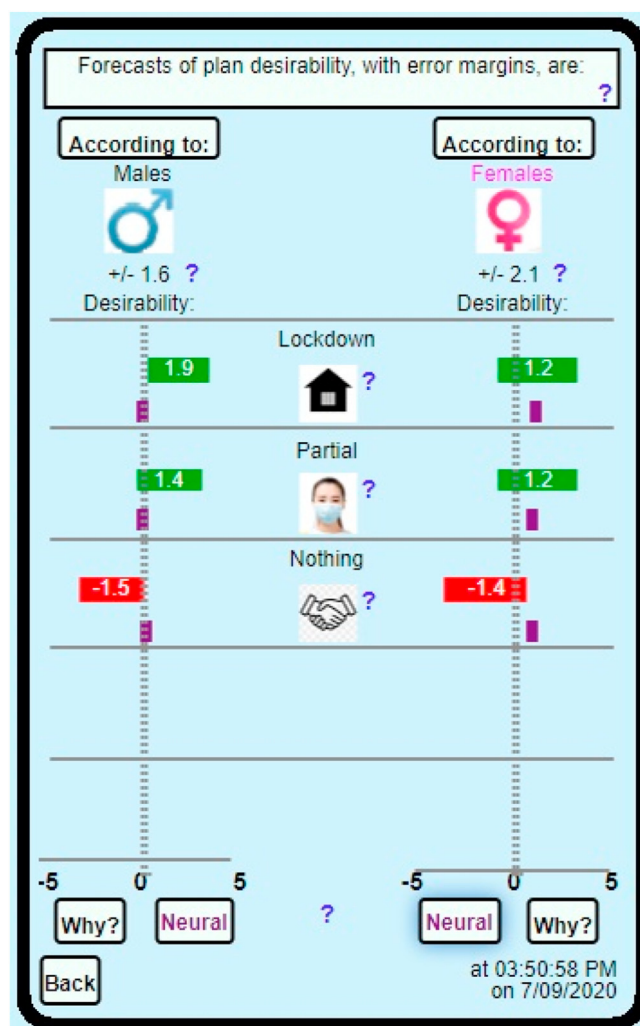 Forecasts of plan desirability, with error margins, are:
?
According to:
According to:
Males
Females
+/- 1.6 ?
+/- 2.1 ?
Desirability:
Desirability:
Lockdown
1.9
?
1.2
Partial
1.4
?
1.2
Nothing
-1.5
?
-1.4
-5 0 5
-5 0 5
Why?
Neural
?
Neural
Why?
Back
at 03:50:58 PM
on 7/09/2020